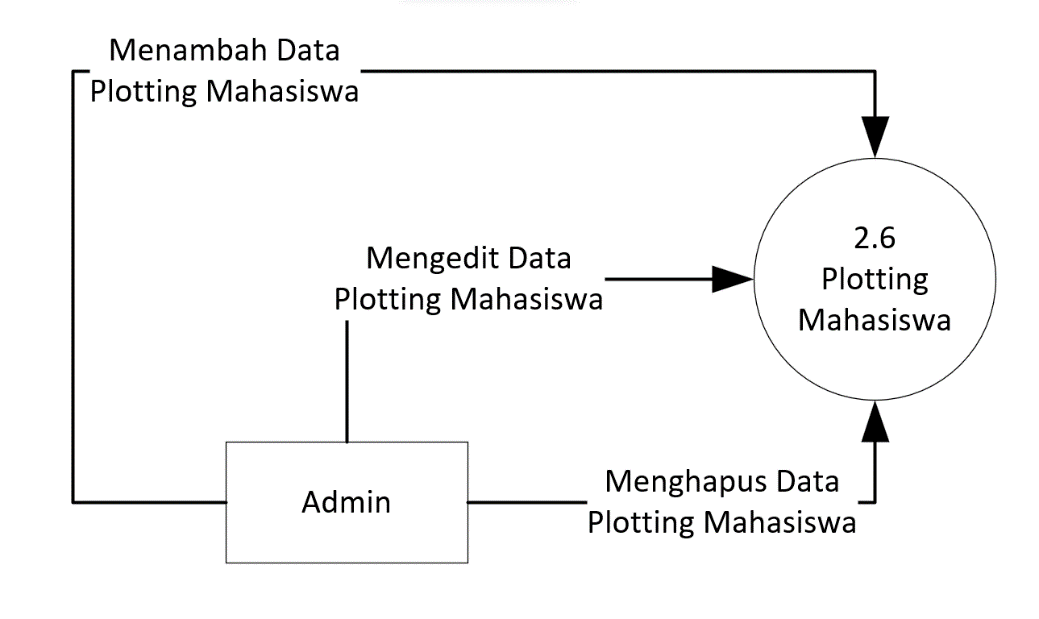 Menambah Data
Plotting Mahasiswa
Mengedit Data
Plotting Mahasiswa
2.6
Plotting
Mahasiswa
Admin
Menghapus Data
Plotting Mahasiswa